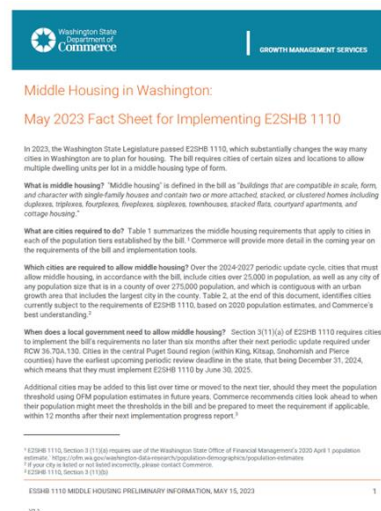 Washington State
Department of
Commerce
GROWTH MANAGEMENT SERVICES
Middle Housing in Washington:
May 2023 Fact Sheet for Implementing E2SHB 1110
In 2023, the Washington State Legislature passed E2SHB 1110, which substantially changes the way many
cities in Washington are to plan for housing. The bill requires cities of certain sizes and locations to allow
multiple dwelling units per lot in a middle housing type of form.
What is middle housing? "Middle housing" is defined in the bill as "buildings that are compatible in scale, form,
and character with single-family houses and contain two or more attached, stacked, or clustered homes including
duplexes, triplexes, fourplexes, fiveplexes, sixplexes, townhouses, stacked flats, courtyard apartments, and
cottage housing."
What are cities required to do? Table 1 summarizes the middle housing requirements that apply to cities in
each of the population tiers established by the bill. ¹ Commerce will provide more detail in the coming year on
the requirements of the bill and implementation tools.
Which cities are required to allow middle housing? Over the 2024-2027 periodic update cycle, cities that must
allow middle housing, in accordance with the bill, include cities over 25,000 in population, as well as any city of
any population size that is in a county of over 275,000 population, and which is contiguous with an urban
growth area that includes the largest city in the county. Table 2, at the end of this document, identifies cities
currently subject to the requirements of E2SHB 1110, based on 2020 population estimates, and Commerce's
best understanding.²
When does a local government need to allow middle housing? Section 3(11)(a) of E2SHB 1110 requires cities
to implement the bill's requirements no later than six months after their next periodic update required under
RCW 36.70A.130. Cities in the central Puget Sound region (within King, Kitsap, Snohomish and Pierce
counties) have the earliest upcoming periodic review deadline in the state, that being December 31, 2024,
which means that they must implement E2SHB 1110 by June 30, 2025.
Additional cities may be added to this list over time or moved to the next tier, should they meet the population
threshold using OFM population estimates in future years. Commerce recommends cities look ahead to when
their population might meet the thresholds in the bill and be prepared to meet the requirement if applicable,
within 12 months after their next implementation progress report.³
¹ E2SHB 1110, Section 3 (11)(a) requires use of the Washington State Office of Financial Management's 2020 April 1 population
estimate. https://ofm.wa.gov/washington-data-research/population-demographics/population-estimates
² If your city is listed or not listed incorrectly, please contact Commerce.
³ E2SHB 1110, Section 3 (11)(b)
ESSHB 1110 MIDDLE HOUSING PRELIMINARY INFORMATION, MAY 15, 2023
1